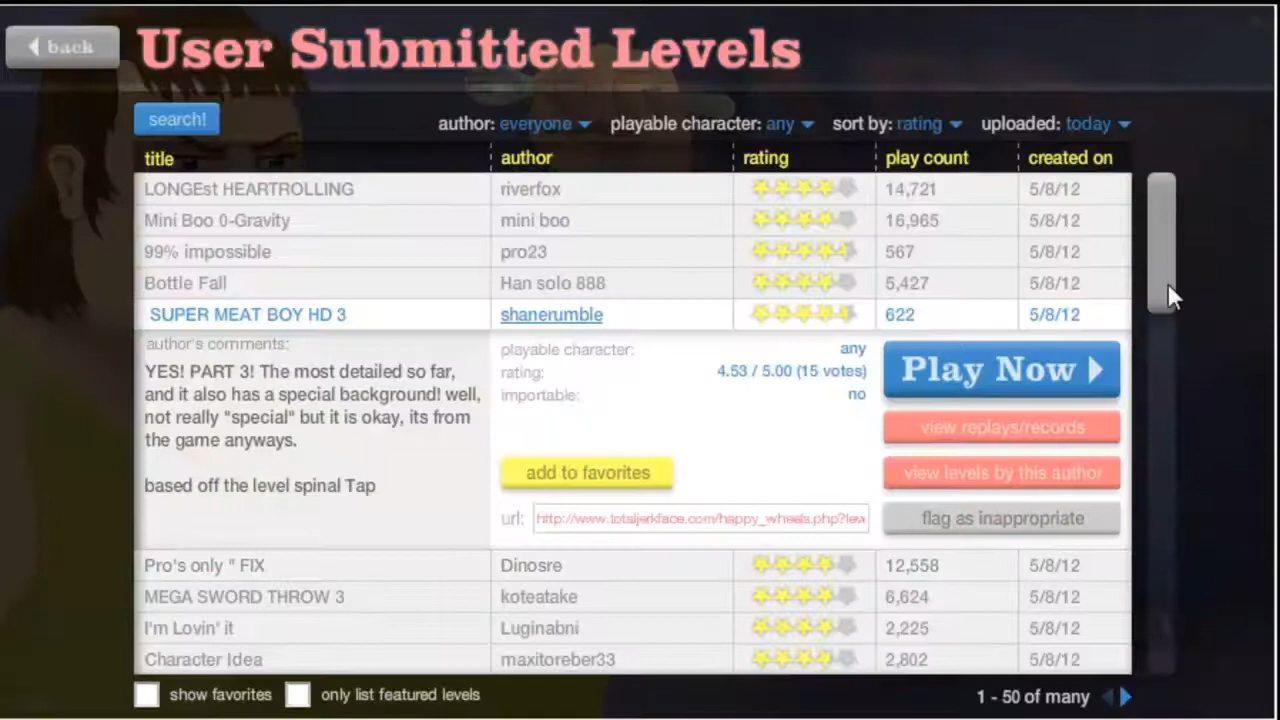 back
User Submitted Levels
search!
author: everyone playable character: any sort by: rating uploaded: today
title author rating play count created on
LONGEst HEARTROLLING riverfox 14,721 5/8/12
Mini Boo 0-Gravity mini boo 16,965 5/8/12
99% impossible pro23 567 5/8/12
Bottle Fall Han solo 888 5,427 5/8/12
SUPER MEAT BOY HD 3 shanerumble 622 5/8/12
author's comments:
YES! PART 3! The most detailed so far,
and it also has a special background! well,
not really "special" but it is okay, its from
the game anyways.
based off the level spinal Tap
playable character: any
rating: 4.53 / 5.00 (15 votes)
importable: no
add to favorites
url: http://www.totaljerkface.com/happy_wheels.php?lev
Play Now
view replays/records
view levels by this author
flag as inappropriate
Pro's only " FIX Dinosre 12,558 5/8/12
MEGA SWORD THROW 3 koteatake 6,624 5/8/12
I'm Lovin' it Luginabni 2,225 5/8/12
Character Idea maxitoreber33 2,802 5/8/12
show favorites only list featured levels 1 - 50 of many